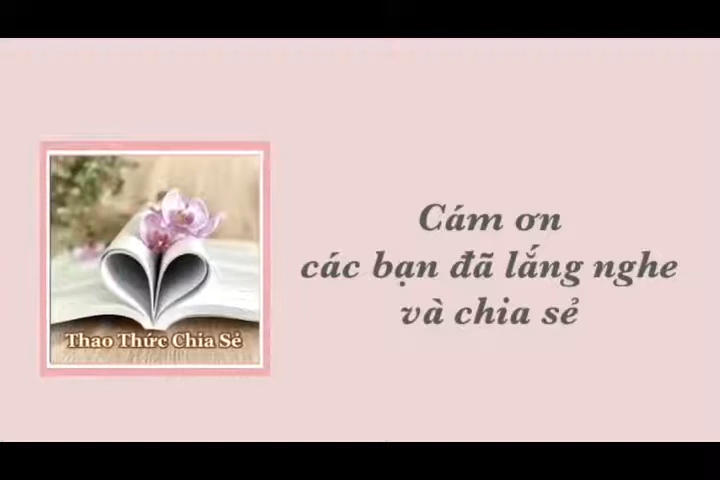 Thao Thức Chia Sẻ
Cám ơn
các bạn đã lắng nghe
và chia sẻ